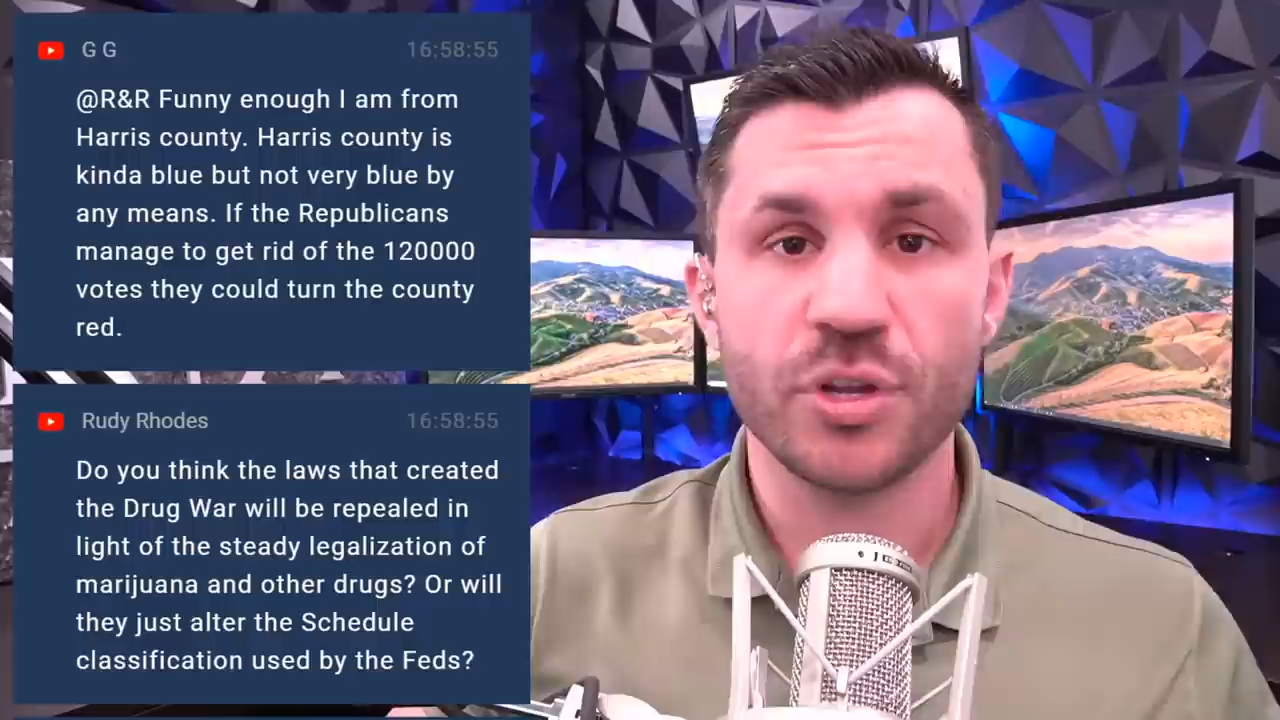 G G 16:58:55
@R&R Funny enough I am from
Harris county. Harris county is
kinda blue but not very blue by
any means. If the Republicans
manage to get rid of the 120000
votes they could turn the county
red.
Rudy Rhodes 16:58:55
Do you think the laws that created
the Drug War will be repealed in
light of the steady legalization of
marijuana and other drugs? Or will
they just alter the Schedule
classification used by the Feds?